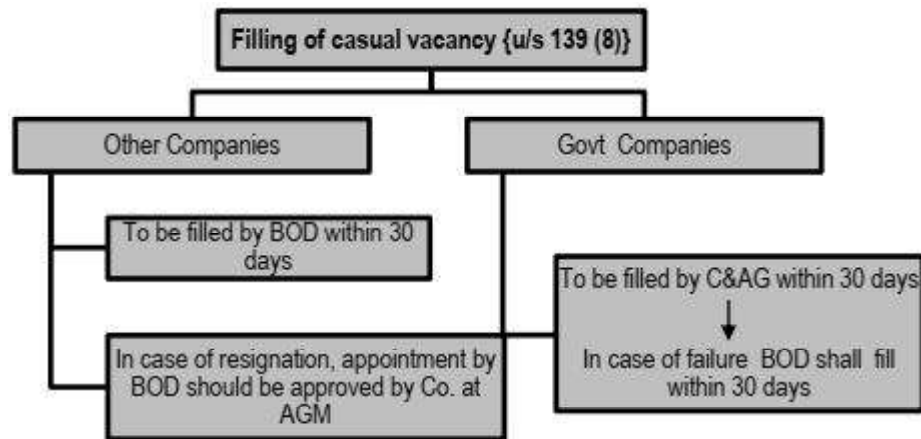 Filling of casual vacancy {u/s 139 (8)}
Other Companies
Govt Companies
To be filled by BOD within 30
days
In case of resignation, appointment by
BOD should be approved by Co. at
AGM
To be filled by C&AG within 30 days
In case of failure BOD shall fill
within 30 days